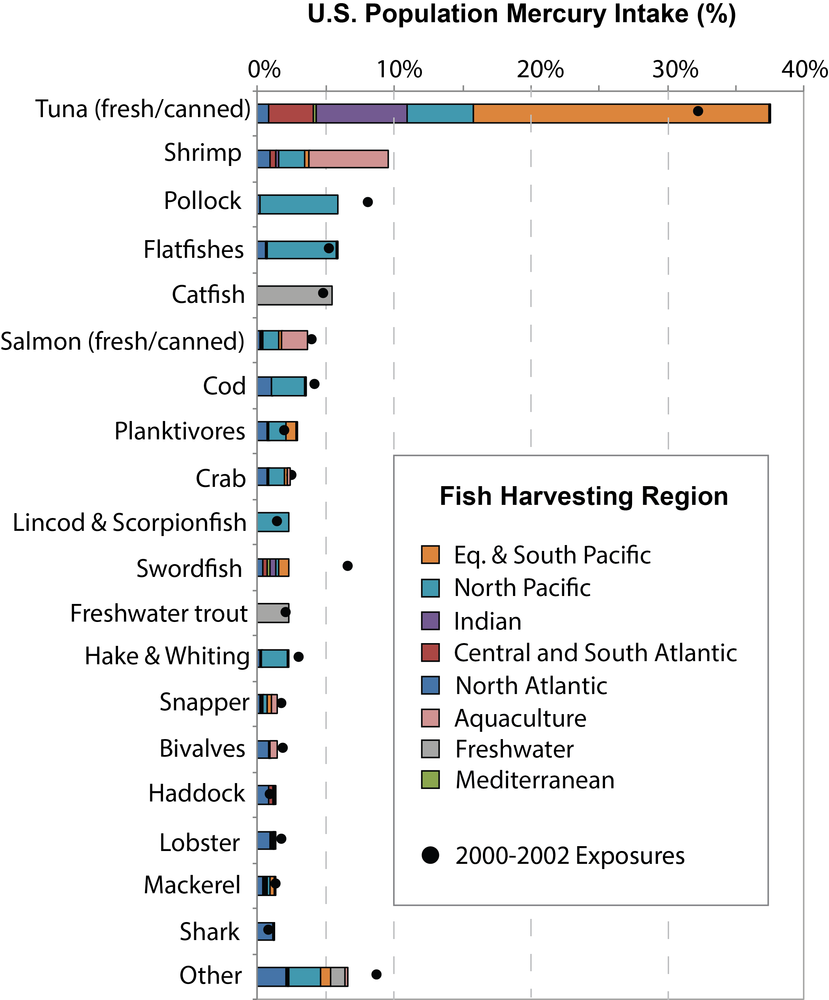 U.S. Population Mercury Intake (%)
0% 10% 20% 30% 40%
Tuna (fresh/canned)
Shrimp
Pollock
Flatfishes
Catfish
Salmon (fresh/canned)
Cod
Planktivores
Crab
Lincod & Scorpionfish
Swordfish
Freshwater trout
Hake & Whiting
Snapper
Bivalves
Haddock
Lobster
Mackerel
Shark
Other
Fish Harvesting Region
Eq. & South Pacific
North Pacific
Indian
Central and South Atlantic
North Atlantic
Aquaculture
Freshwater
Mediterranean
2000-2002 Exposures